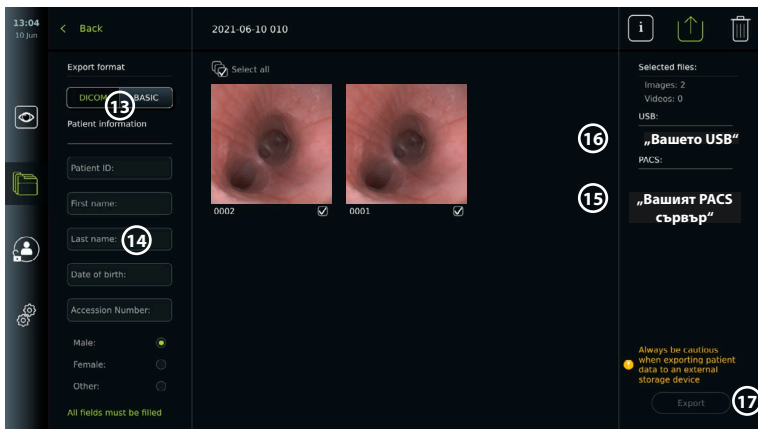 13:04
10 Jun
Back
2021-06-10 010
i
Export format
DICOM
BASIC
13
Patient information
Patient ID:
First name:
Last name:
14
Date of birth:
Accession Number:
Male:
Female:
Other:
All fields must be filled
Select all
0002
0001
Selected files:
Images: 2
Videos: 0
USB:
16
„Вашето USB“
PACS:
15
„Вашият PACS
сървър“
Always be cautious
when exporting patient
data to an external
storage device
Export
17